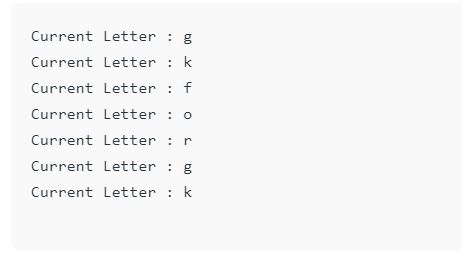 Current Letter : g
Current Letter : k
Current Letter : f
Current Letter : o
Current Letter : r
Current Letter : g
Current Letter : k